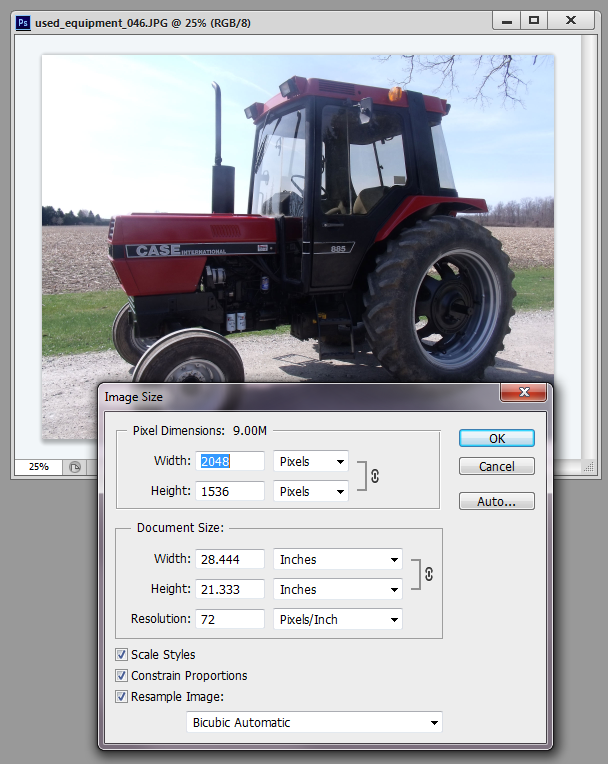 Ps used_equipment_046.JPG @ 25% (RGB/8)
CASE INTERNATIONAL
885
25%
Image Size
Pixel Dimensions: 9.00M
Width: 2048 Pixels
Height: 1536 Pixels
OK
Cancel
Auto...
Document Size:
Width: 28.444 Inches
Height: 21.333 Inches
Resolution: 72 Pixels/Inch
Scale Styles
Constrain Proportions
Resample Image:
Bicubic Automatic